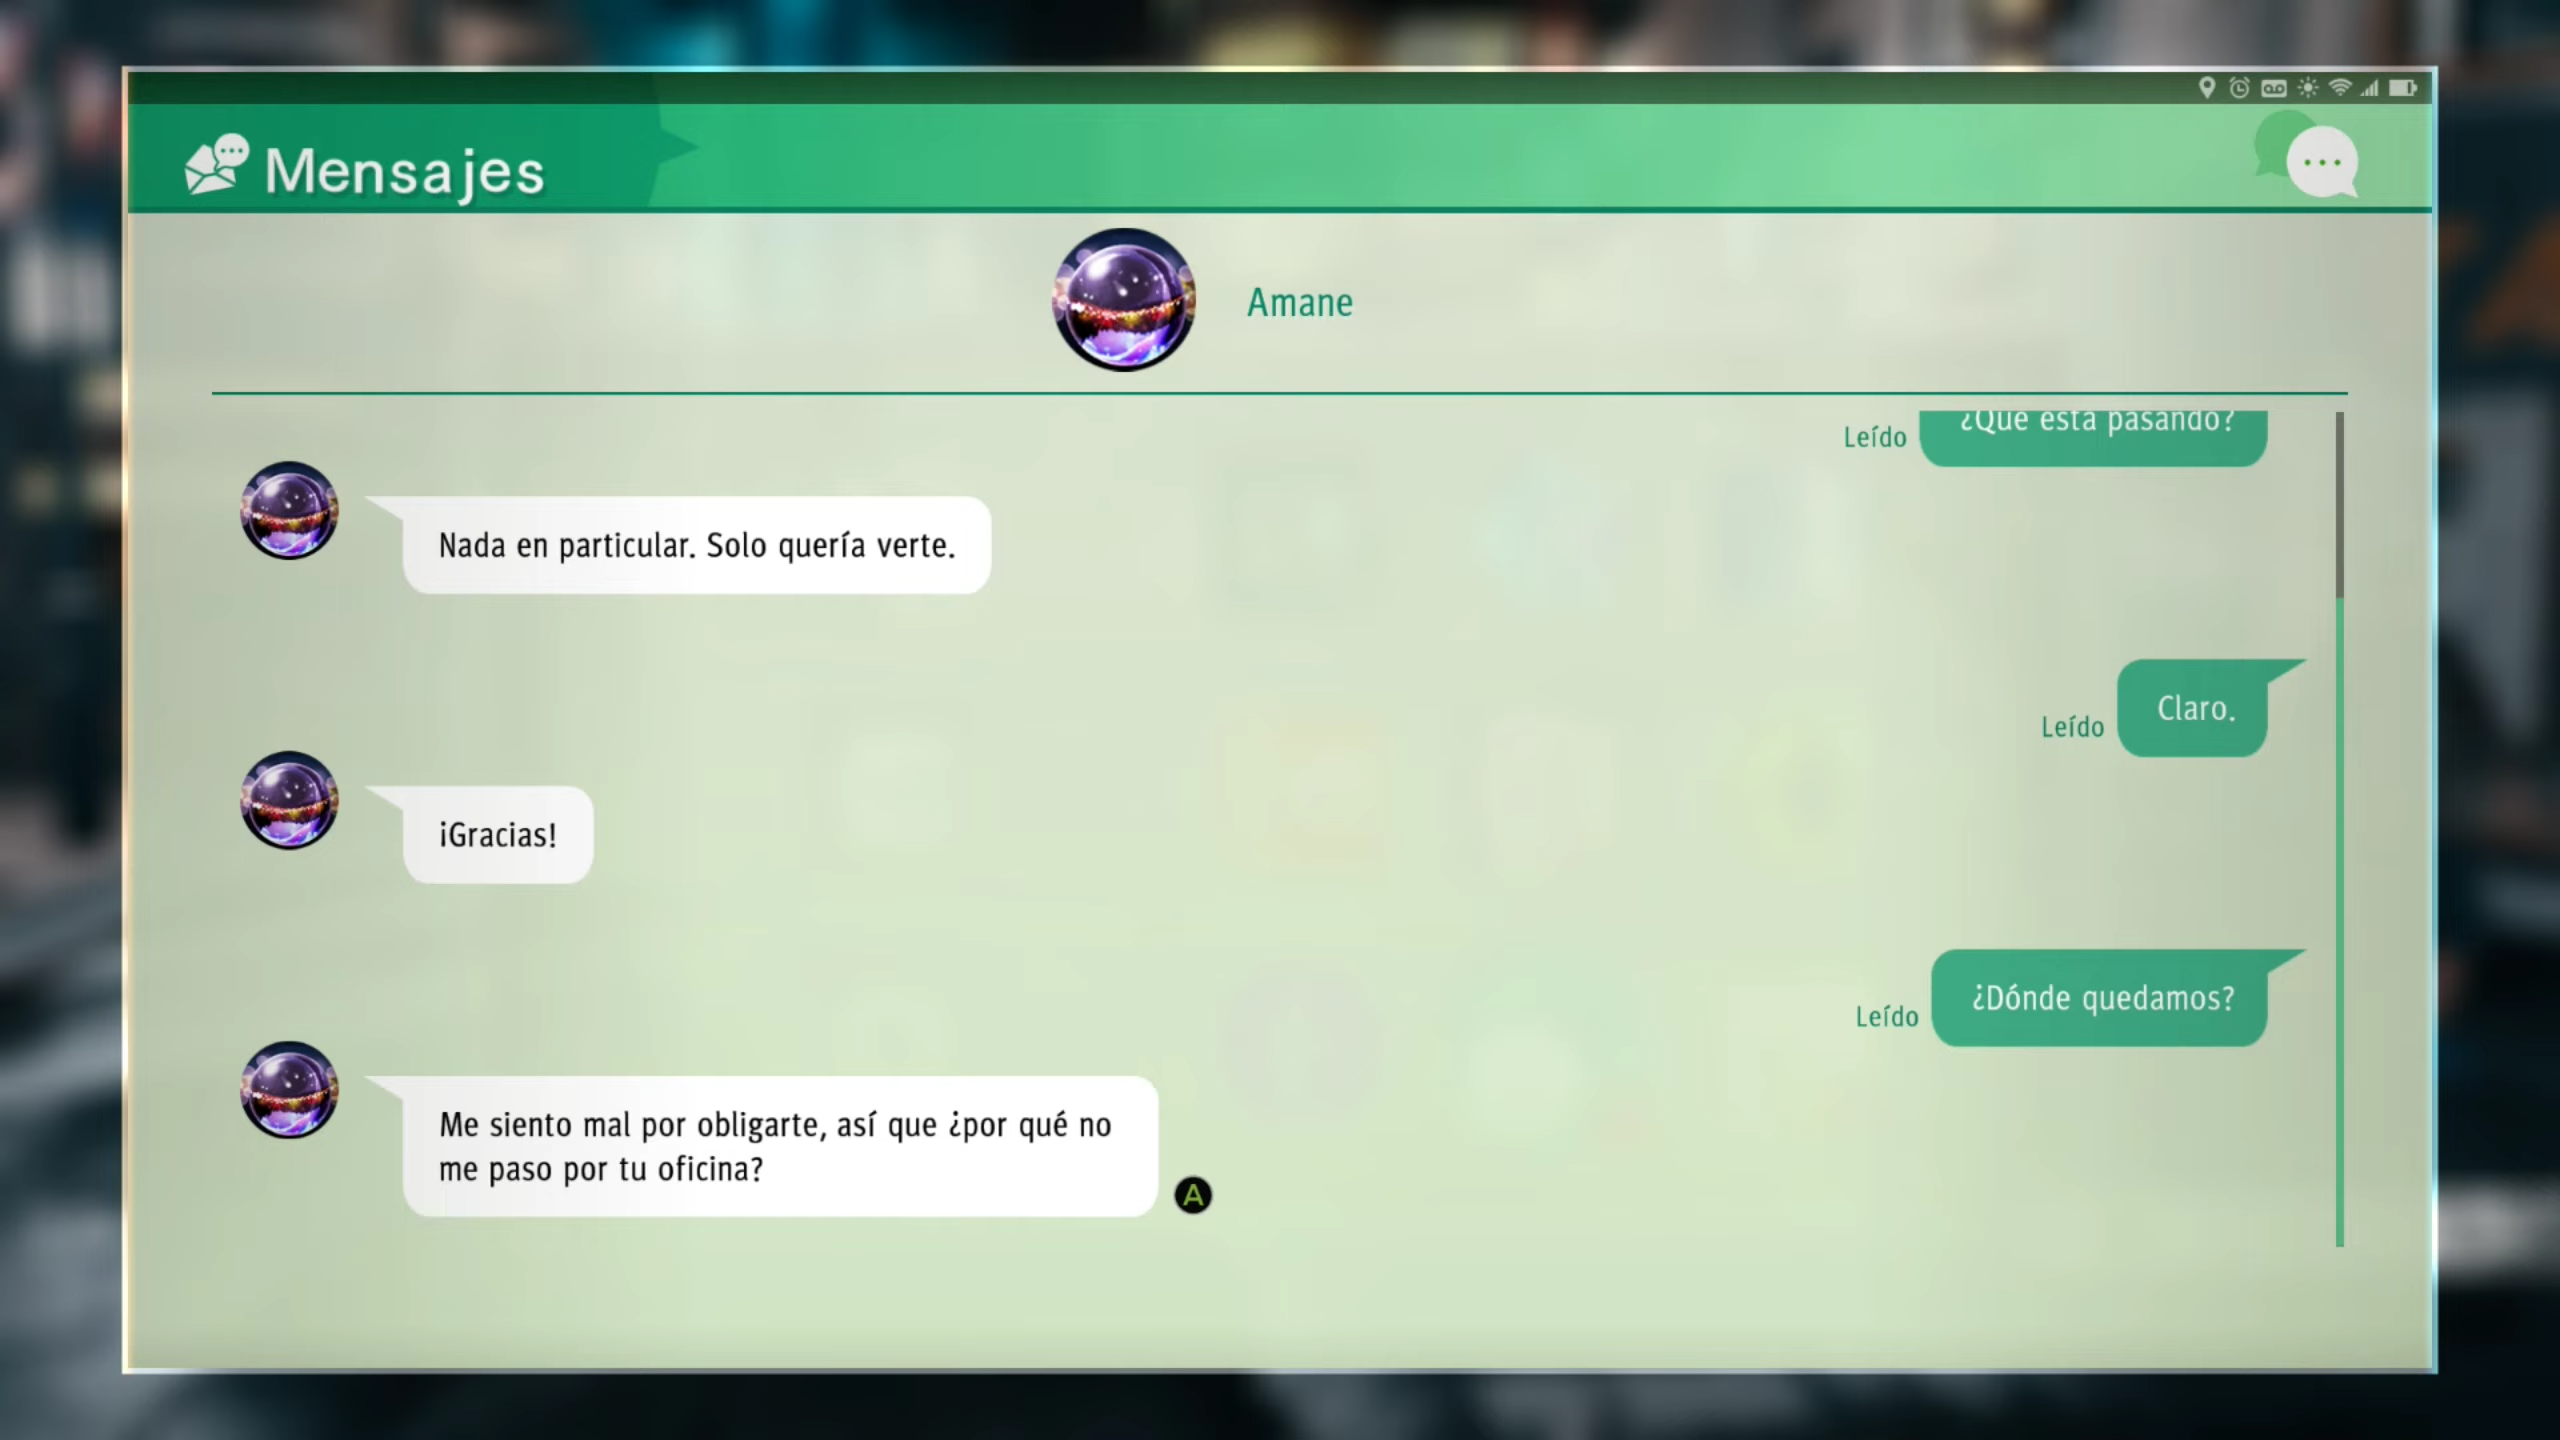 Mensajes
Amane
¿Qué está pasando?
Leído
Nada en particular. Solo quería verte.
Claro.
Leído
¡Gracias!
¿Dónde quedamos?
Leído
Me siento mal por obligarte, así que ¿por qué no
me paso por tu oficina?
A